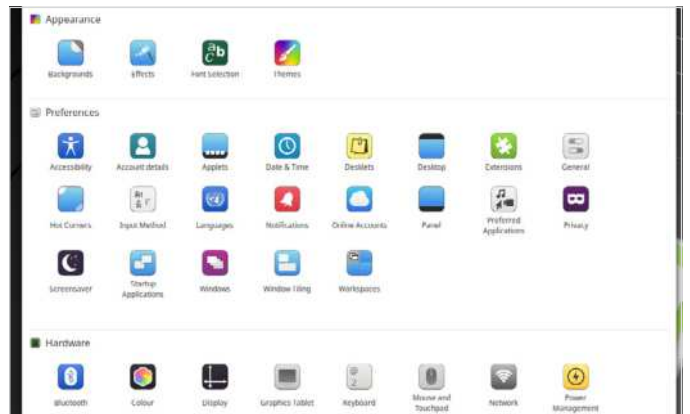 Appearance
Backgrounds Effects Font Selection Themes
Preferences
Accessibility Account details Applets Date & Time Desklets Desktop Extensions General
Hot Corners Input Method Languages Notifications Online Accounts Panel Preferred Applications Privacy
Screensaver Startup Applications Windows Window Tiling Workspaces
Hardware
Bluetooth Colour Display Graphics Tablet Keyboard Mouse and Touchpad Network Power Management